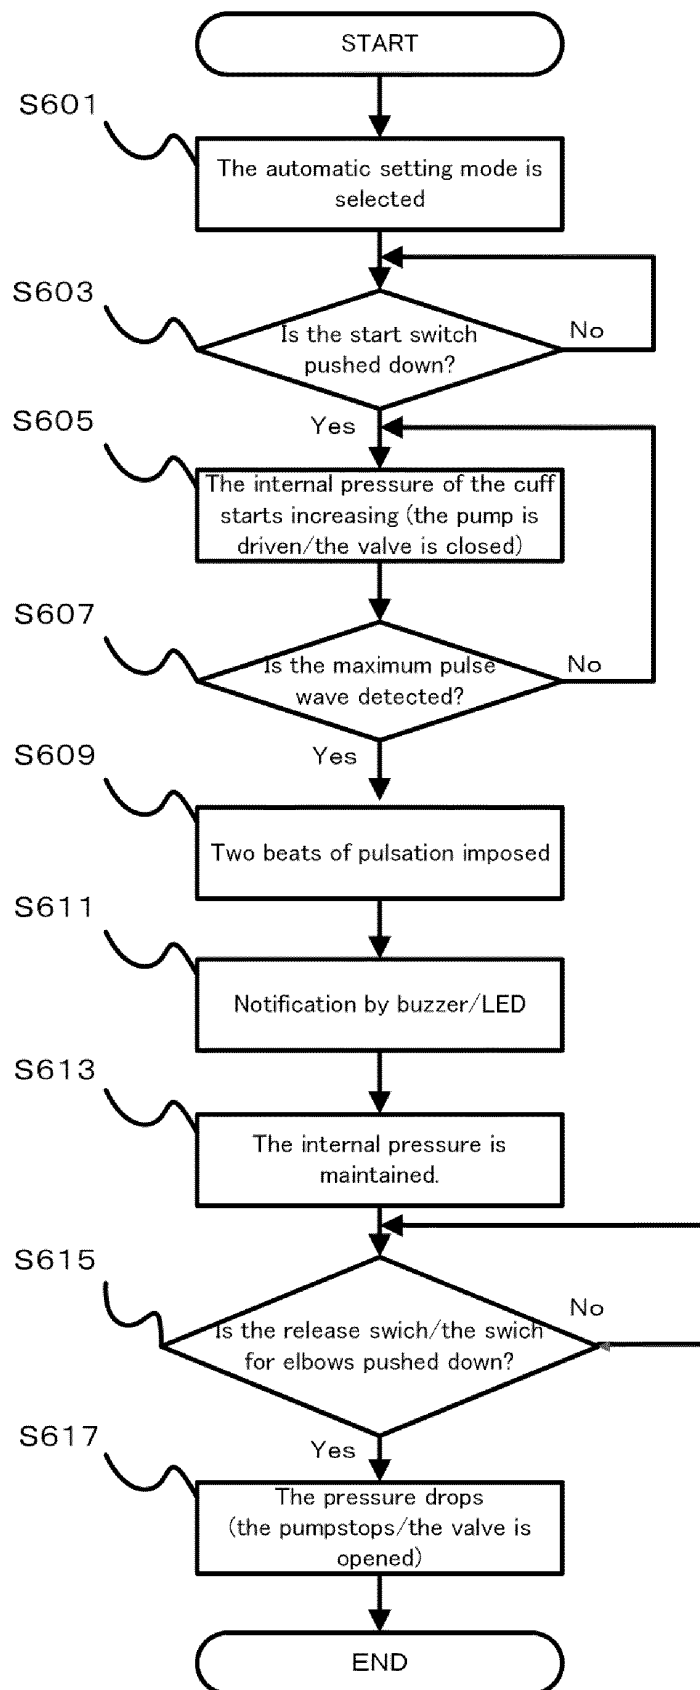 START
S601
The automatic setting mode is
selected
S603
Is the start switch
pushed down?
No
Yes
S605
The internal pressure of the cuff
starts increasing (the pump is
driven/the valve is closed)
S607
Is the maximum pulse
wave detected?
No
Yes
S609
Two beats of pulsation imposed
S611
Notification by buzzer/LED
S613
The internal pressure is
maintained.
S615
Is the release swich/the swich
for elbows pushed down?
No
Yes
S617
The pressure drops
(the pumpstops/the valve is
opened)
END